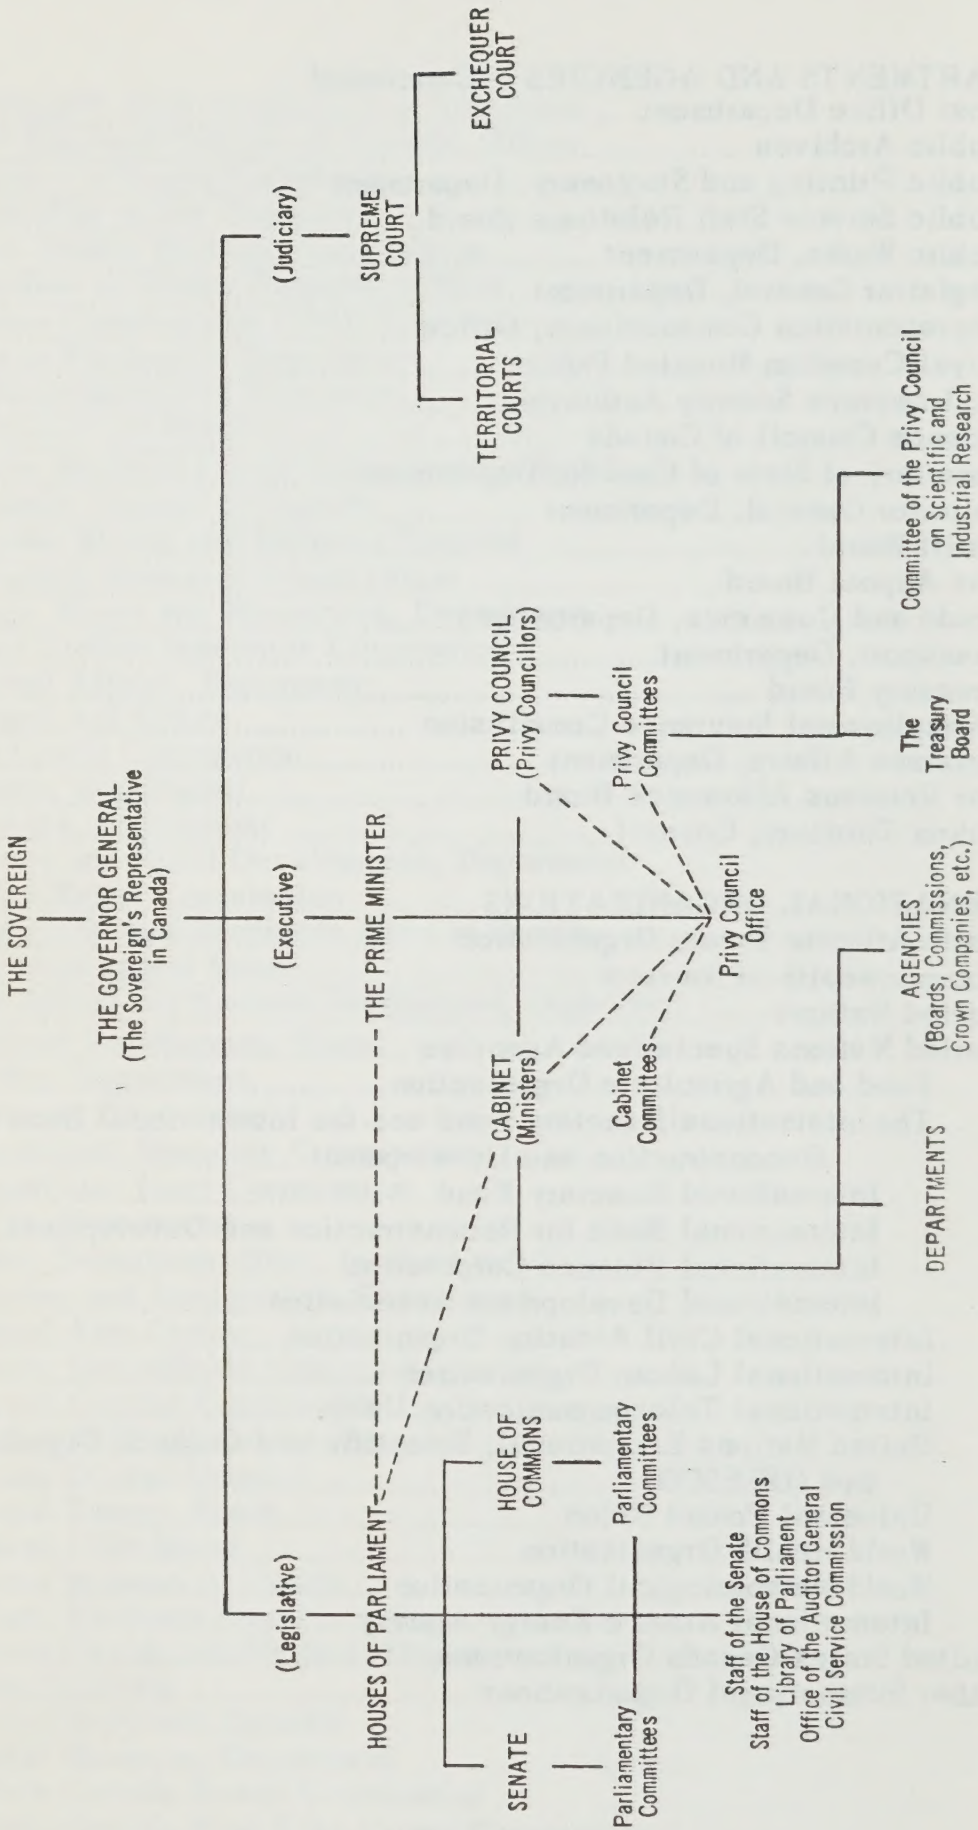 THE SOVEREIGN
THE GOVERNOR GENERAL
(The Sovereign's Representative
in Canada)
(Legislative)
(Executive)
(Judiciary)
HOUSES OF PARLIAMENT
THE PRIME MINISTER
SUPREME
COURT
SENATE
HOUSE OF
COMMONS
CABINET
(Ministers)
PRIVY COUNCIL
(Privy Councillors)
TERRITORIAL
COURTS
EXCHEQUER
COURT
Parliamentary
Committees
Parliamentary
Committees
Cabinet
Committees
Privy Council
Committees
Privy Council
Office
Staff of the Senate
Staff of the House of Commons
Library of Parliament
Office of the Auditor General
Civil Service Commission
DEPARTMENTS
AGENCIES
(Boards, Commissions,
Crown Companies, etc.)
The
Treasury
Board
Committee of the Privy Council
on Scientific and
Industrial Research